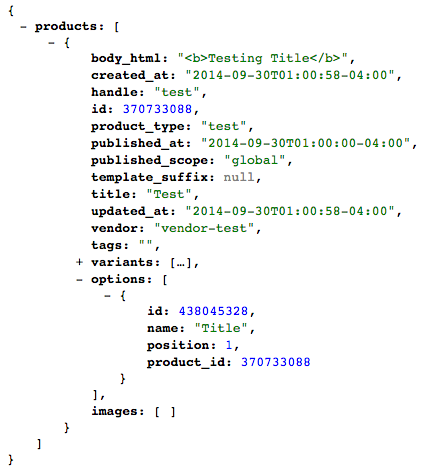 {
- products: [
- {
body_html: "<b>Testing Title</b>",
created_at: "2014-09-30T01:00:58-04:00",
handle: "test",
id: 370733088,
product_type: "test",
published_at: "2014-09-30T01:00:00-04:00",
published_scope: "global",
template_suffix: null,
title: "Test",
updated_at: "2014-09-30T01:00:58-04:00",
vendor: "vendor-test",
tags: "",
+ variants: […],
- options: [
- {
id: 438045328,
name: "Title",
position: 1,
product_id: 370733088
}
],
images: [ ]
}
]
}